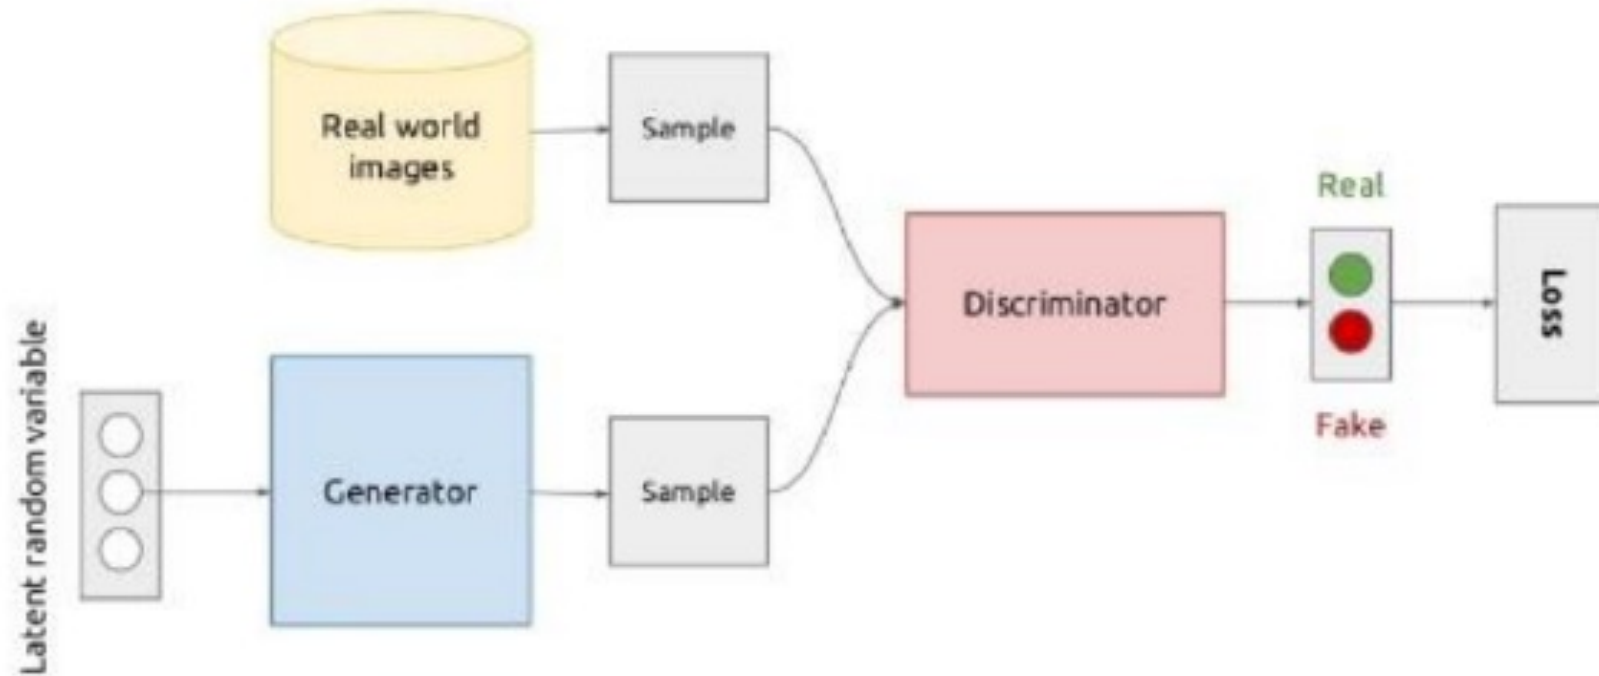 Real world
images
Sample
Real
Discriminator
Loss
Fake
Latent random variable
Generator
Sample